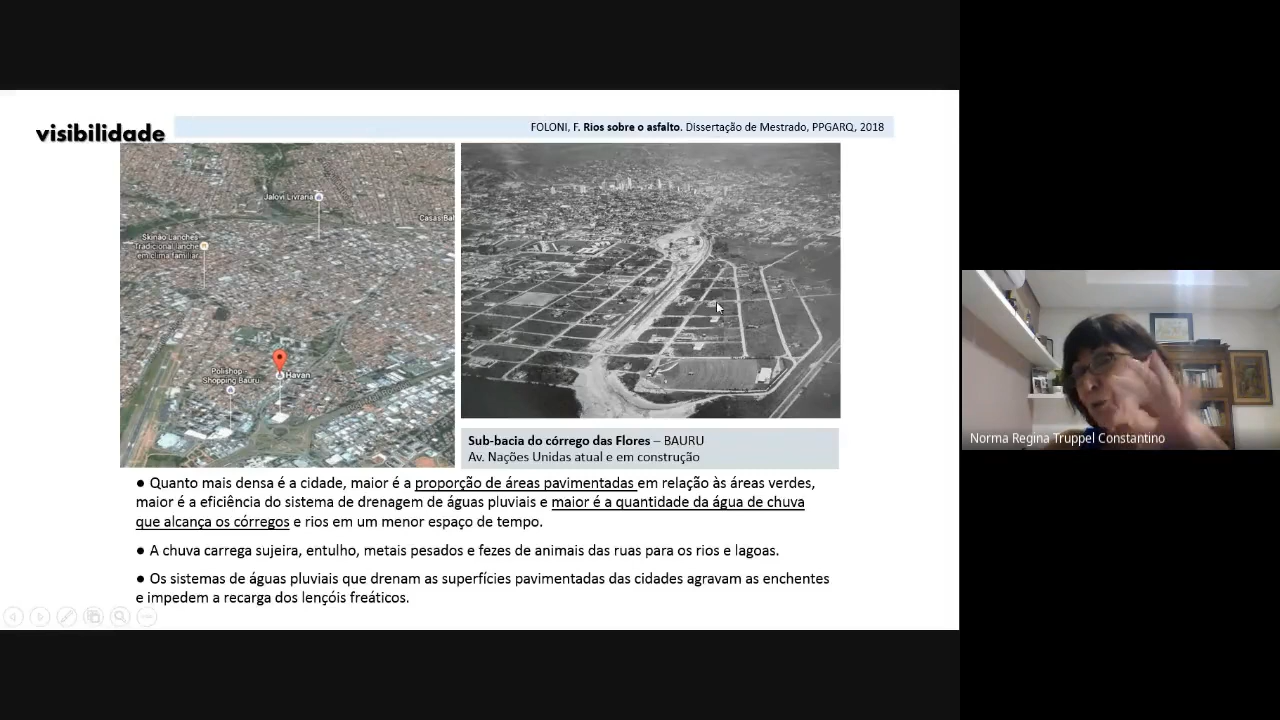 visibilidade
FOLONI, F. Rios sobre o asfalto. Dissertação de Mestrado, PPGARQ, 2018
Jalovi Livraria
Casas Bah
Skinão Lanches
Tradicional lanche
em clima familiar
Polishop
Shopping Bauru
Havan
Sub-bacia do córrego das Flores – BAURU
Av. Nações Unidas atual e em construção
● Quanto mais densa é a cidade, maior é a proporção de áreas pavimentadas em relação às áreas verdes,
maior é a eficiência do sistema de drenagem de águas pluviais e maior é a quantidade da água de chuva
que alcança os córregos e rios em um menor espaço de tempo.
● A chuva carrega sujeira, entulho, metais pesados e fezes de animais das ruas para os rios e lagoas.
● Os sistemas de águas pluviais que drenam as superfícies pavimentadas das cidades agravam as enchentes
e impedem a recarga dos lençóis freáticos.
Norma Regina Truppel Constantino